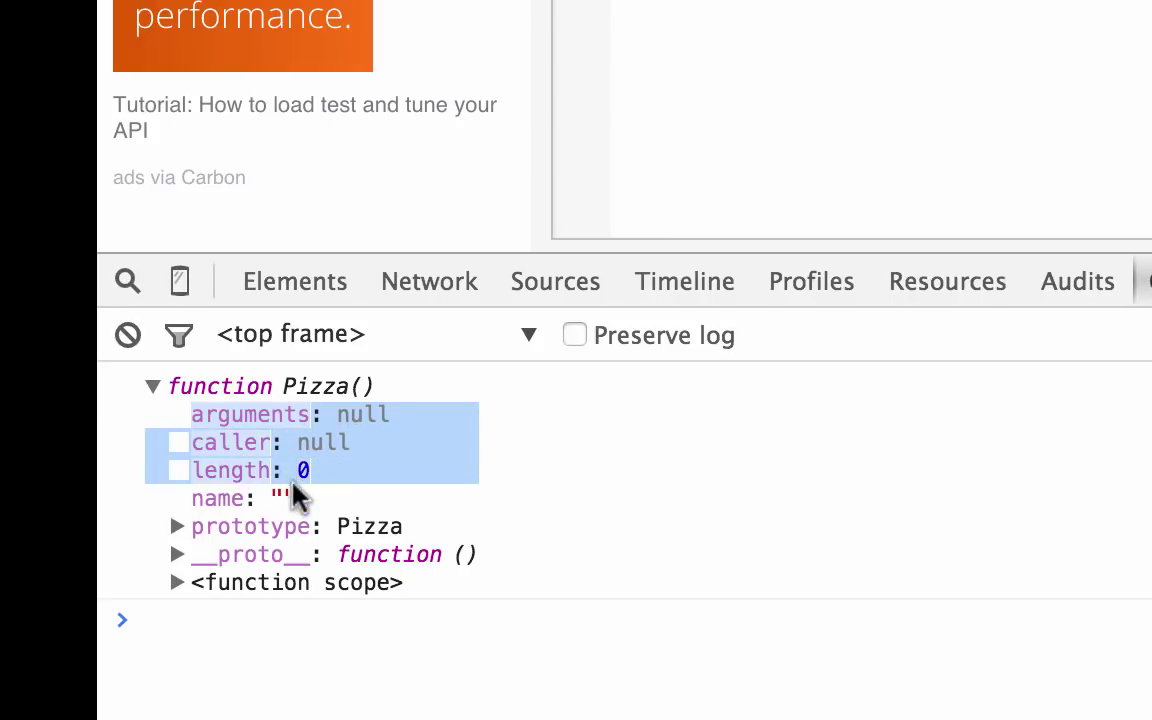 performance.
Tutorial: How to load test and tune your
API
ads via Carbon
Elements Network Sources Timeline Profiles Resources Audits
<top frame> ▼ Preserve log
▼ function Pizza()
arguments: null
caller: null
length: 0
name: ""
▶ prototype: Pizza
▶ __proto__: function ()
▶ <function scope>
>